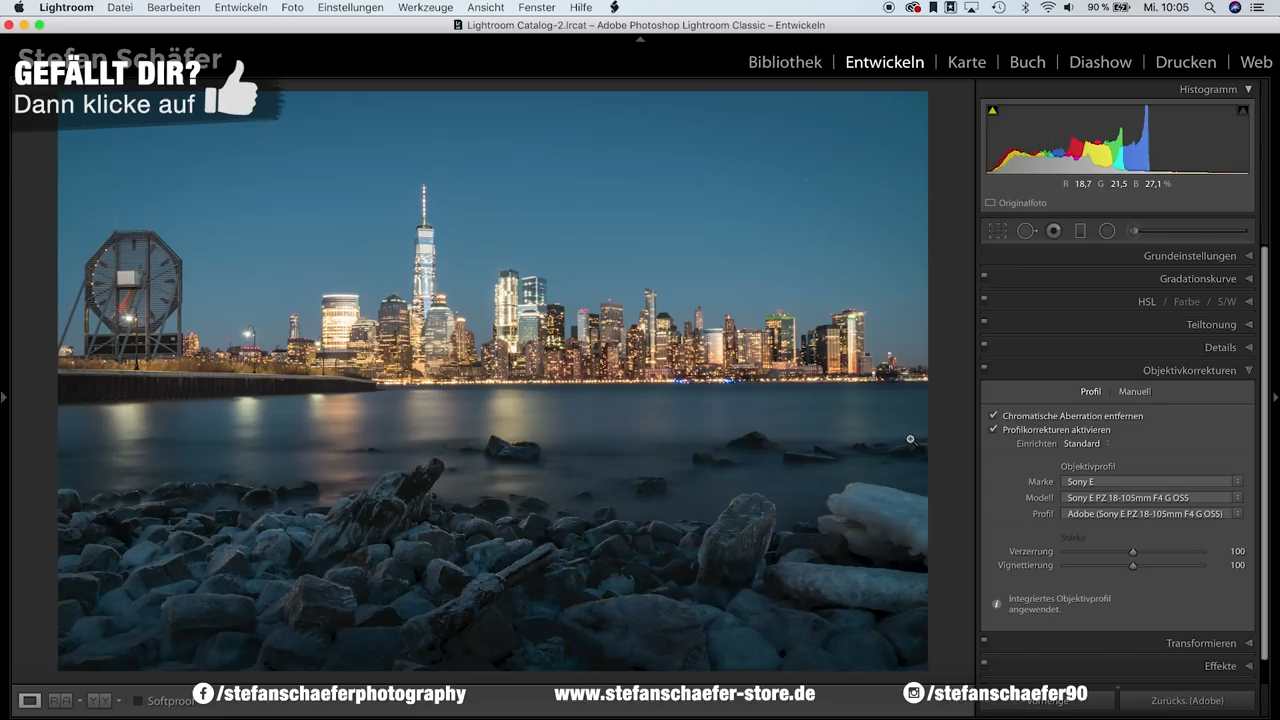 Lightroom Datei Bearbeiten Entwickeln Foto Einstellungen Werkzeuge Ansicht Fenster Hilfe 90 % Mi. 10:05
Lightroom Catalog-2.lrcat – Adobe Photoshop Lightroom Classic – Entwickeln
Stefan Schäfer
GEFÄLLT DIR?
Dann klicke auf
Bibliothek | Entwickeln | Karte | Buch | Diashow | Drucken | Web
Histogramm
R 18,7 G 21,5 B 27,1 %
Originalfoto
Grundeinstellungen
Gradationskurve
HSL / Farbe / S/W
Teiltonung
Details
Objektivkorrekturen
Profil Manuell
Chromatische Aberration entfernen
Profilkorrekturen aktivieren
Einrichten Standard
Objektivprofil
Marke Sony E
Modell Sony E PZ 18-105mm F4 G OSS
Profil Adobe (Sony E PZ 18-105mm F4 G OSS)
Stärke
Verzerrung 100
Vignettierung 100
Integriertes Objektivprofil
angewendet.
Transformieren
Effekte
Softproof
/stefanschaeferphotography www.stefanschaefer-store.de /stefanschaefer90
Vorherige Zurücks. (Adobe)